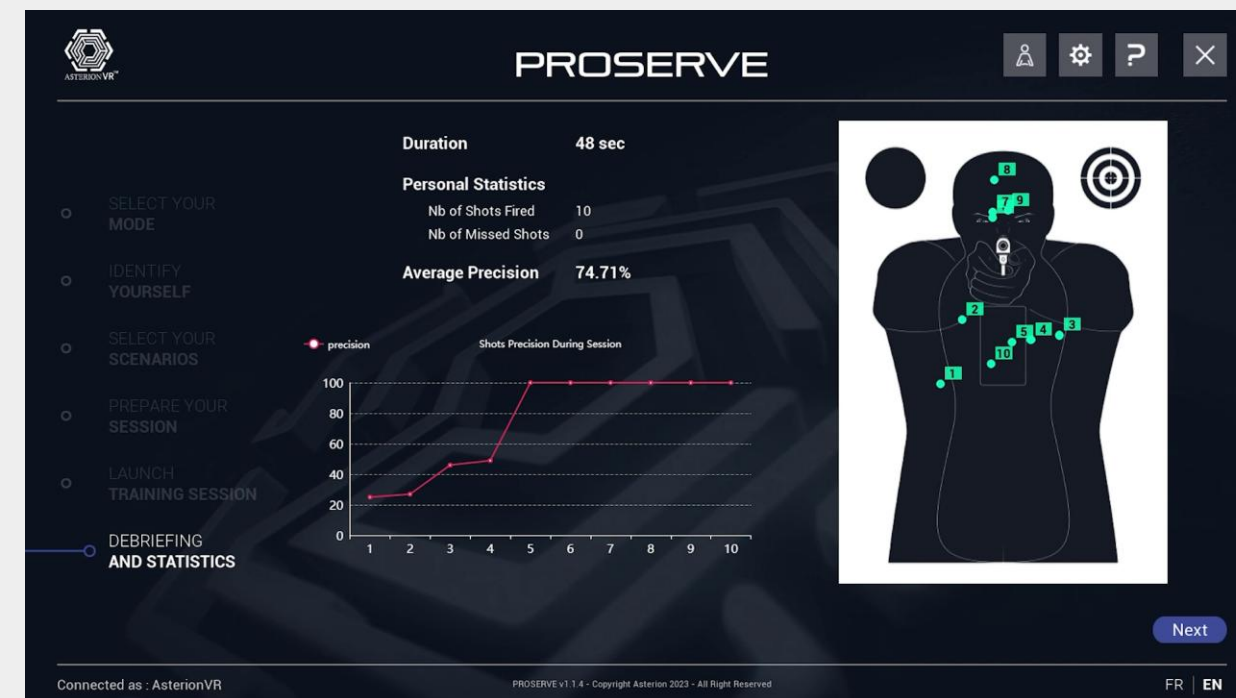 ASTERION VR™
PROSERVE
?
Duration 48 sec
Personal Statistics
Nb of Shots Fired 10
Nb of Missed Shots 0
Average Precision 74.71%
SELECT YOUR
MODE
IDENTIFY
YOURSELF
SELECT YOUR
SCENARIOS
PREPARE YOUR
SESSION
LAUNCH
TRAINING SESSION
DEBRIEFING
AND STATISTICS
precision
Shots Precision During Session
100
80
60
40
20
0
1 2 3 4 5 6 7 8 9 10
8
7 9
2
5 4 3
10
1
Next
Connected as : AsterionVR
PROSERVE v1.1.4 - Copyright Asterion 2023 - All Right Reserved
FR | EN